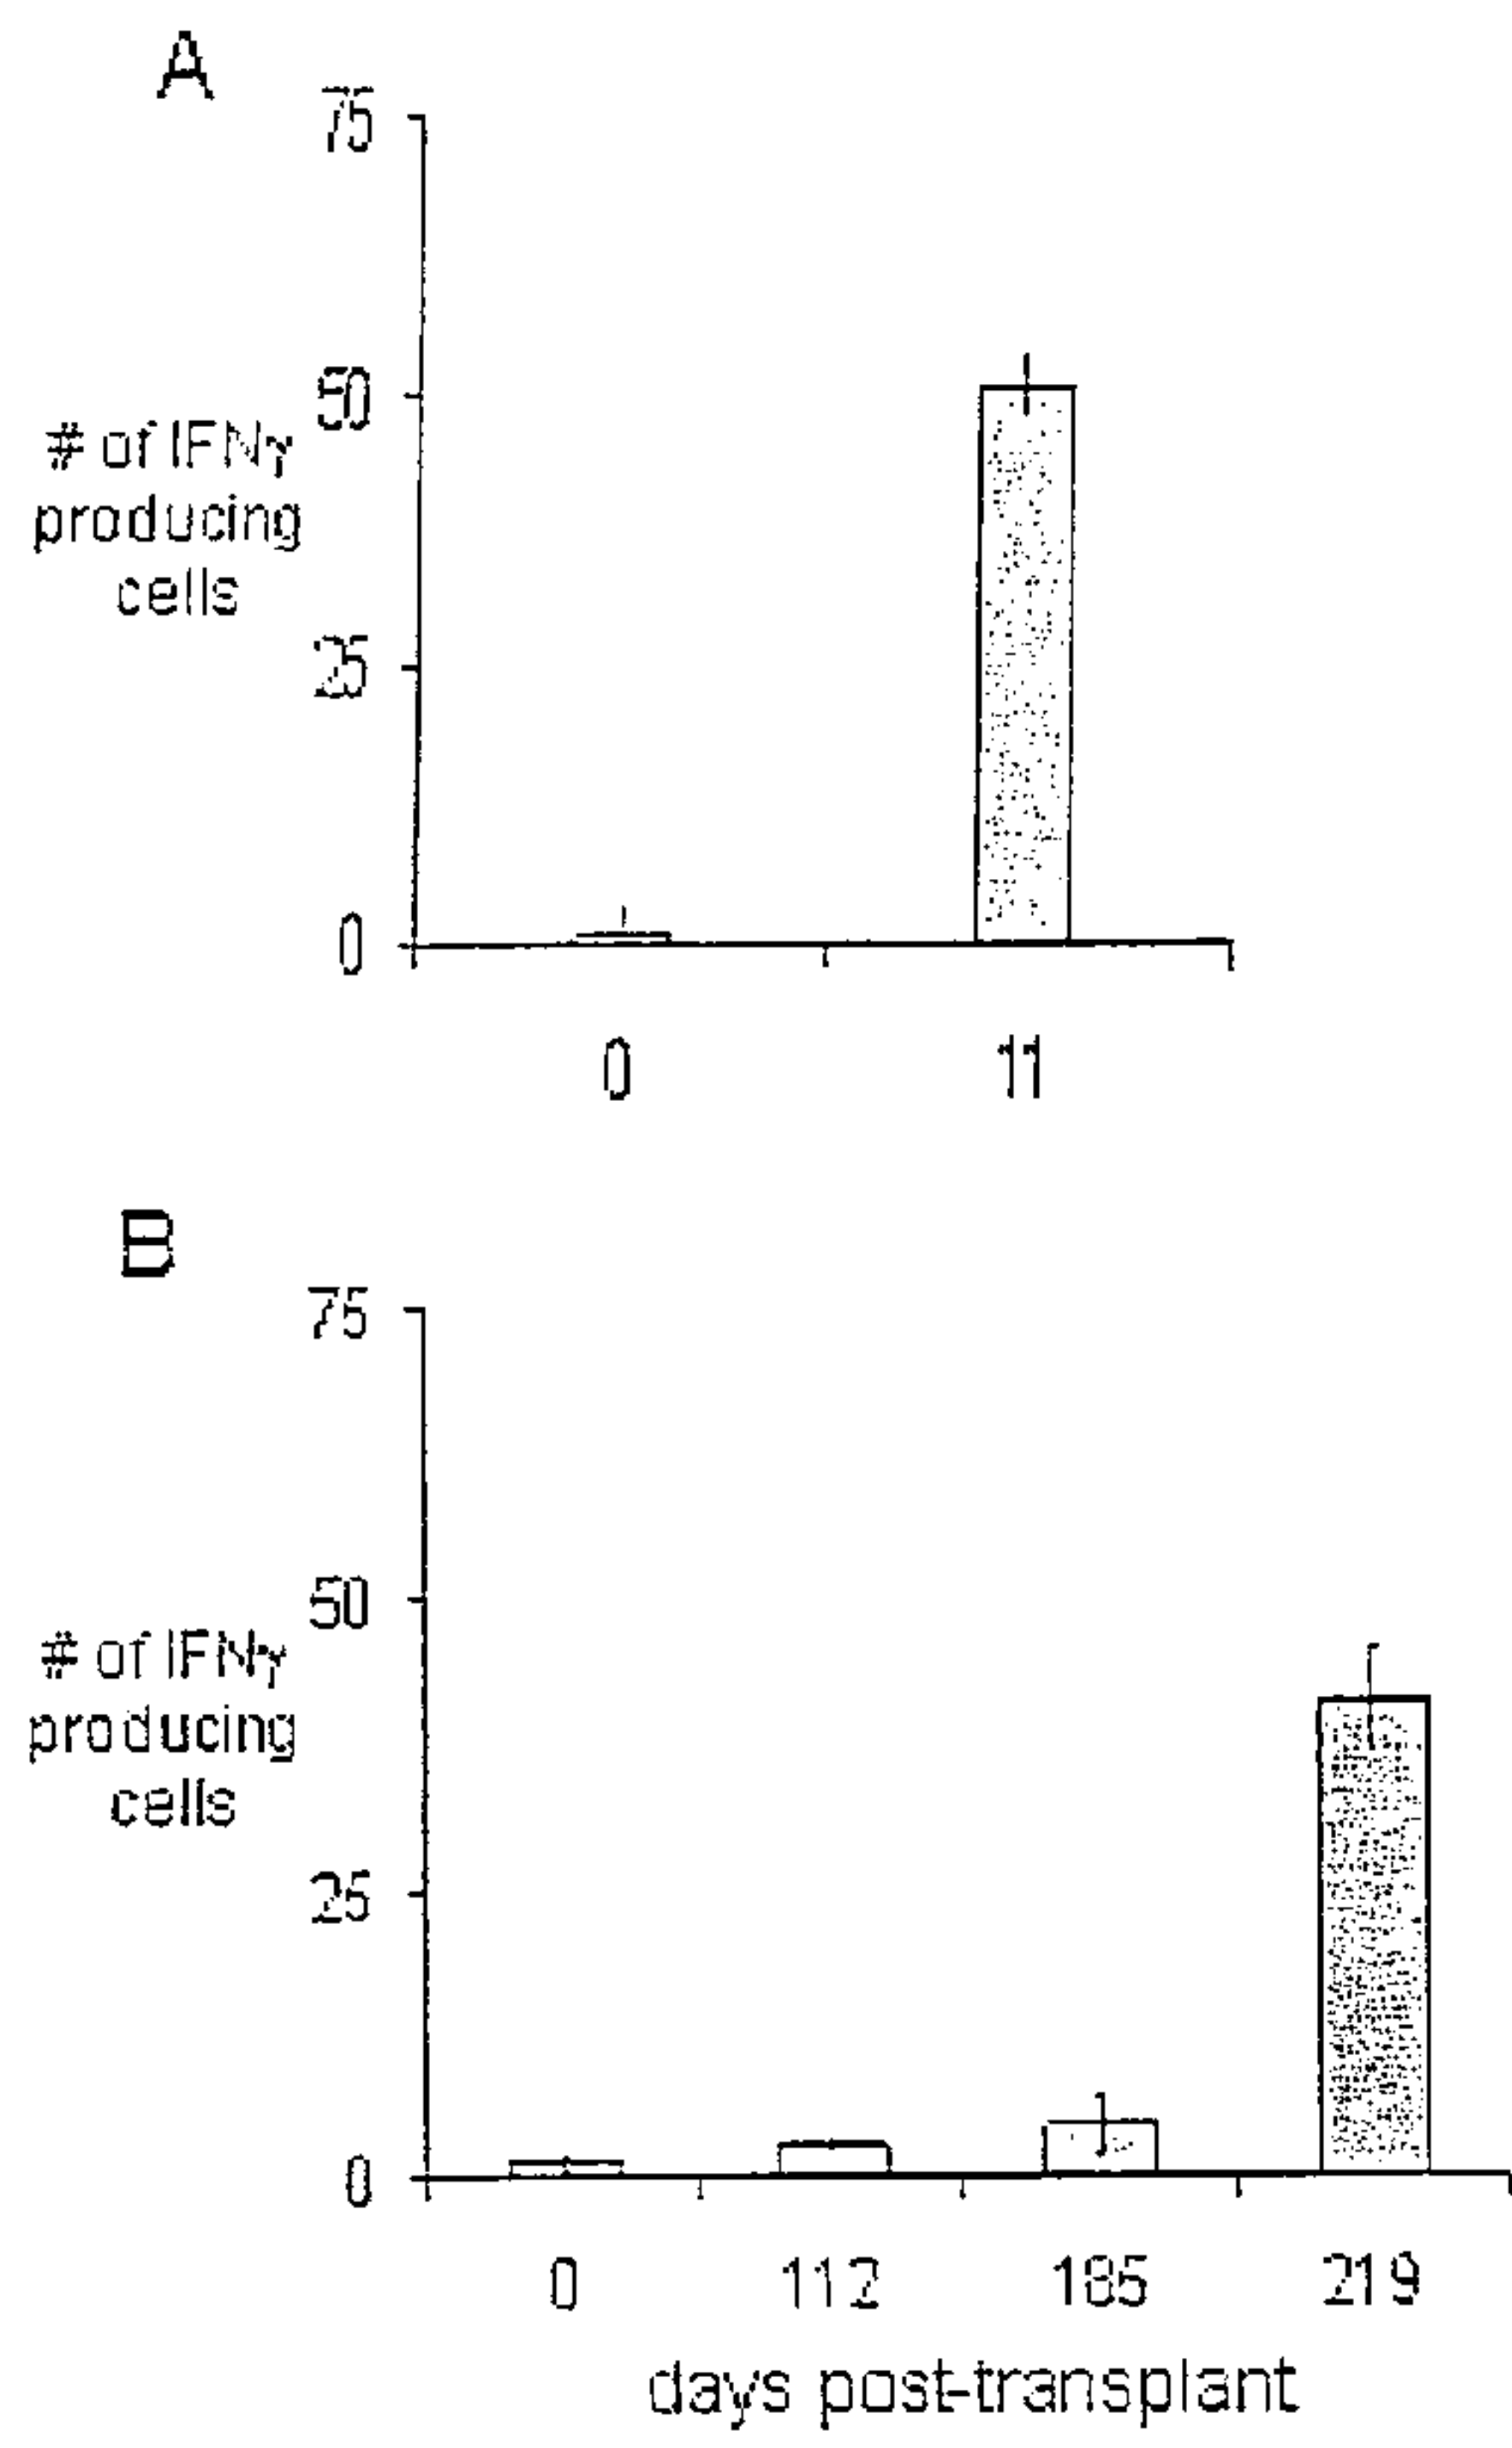 A
75
50
# of IFNγ
producing
cells
25
0
0 11
B
75
50
# of IFNγ
producing
cells
25
0
0 112 185 219
days post-transplant